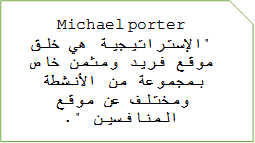 Michael porter
"الإستراتيجية هي خلق
موقع فريد ومثمن خاص
بمجموعة من الأنشطة
ومختلف عن موقع
المنافسين ".